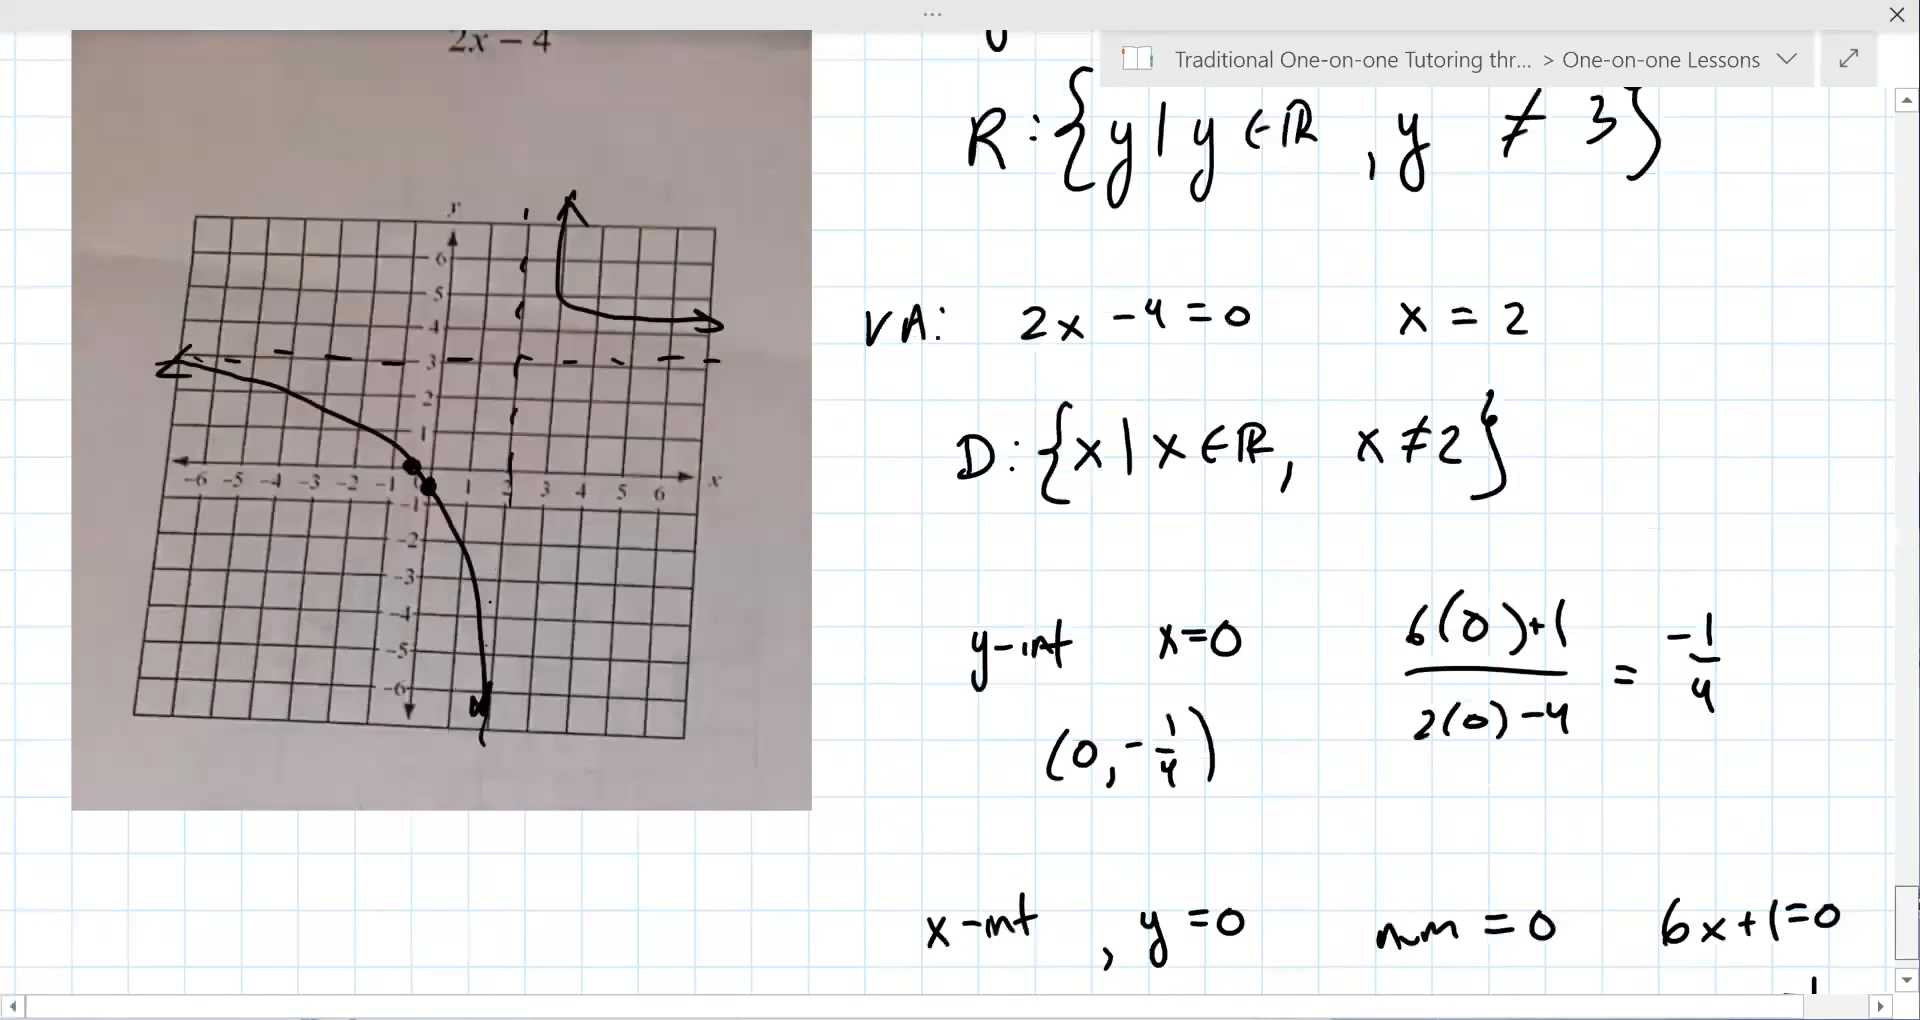 ...
Traditional One-on-one Tutoring thr... > One-on-one Lessons
2x − 4
R: {y | y ∈ ℝ, y ≠ 3}
VA: 2x - 4 = 0 x = 2
D: {x | x ∈ ℝ, x ≠ 2}
y-int x=0 6(0)+1 / 2(0)-4 = -1/4
(0, -1/4)
x-int, y=0 num = 0 6x+1=0
y
6
5
4
3
2
1
-6 -5 -4 -3 -2 -1 1 2 3 4 5 6 x
-1
-2
-3
-4
-5
-6